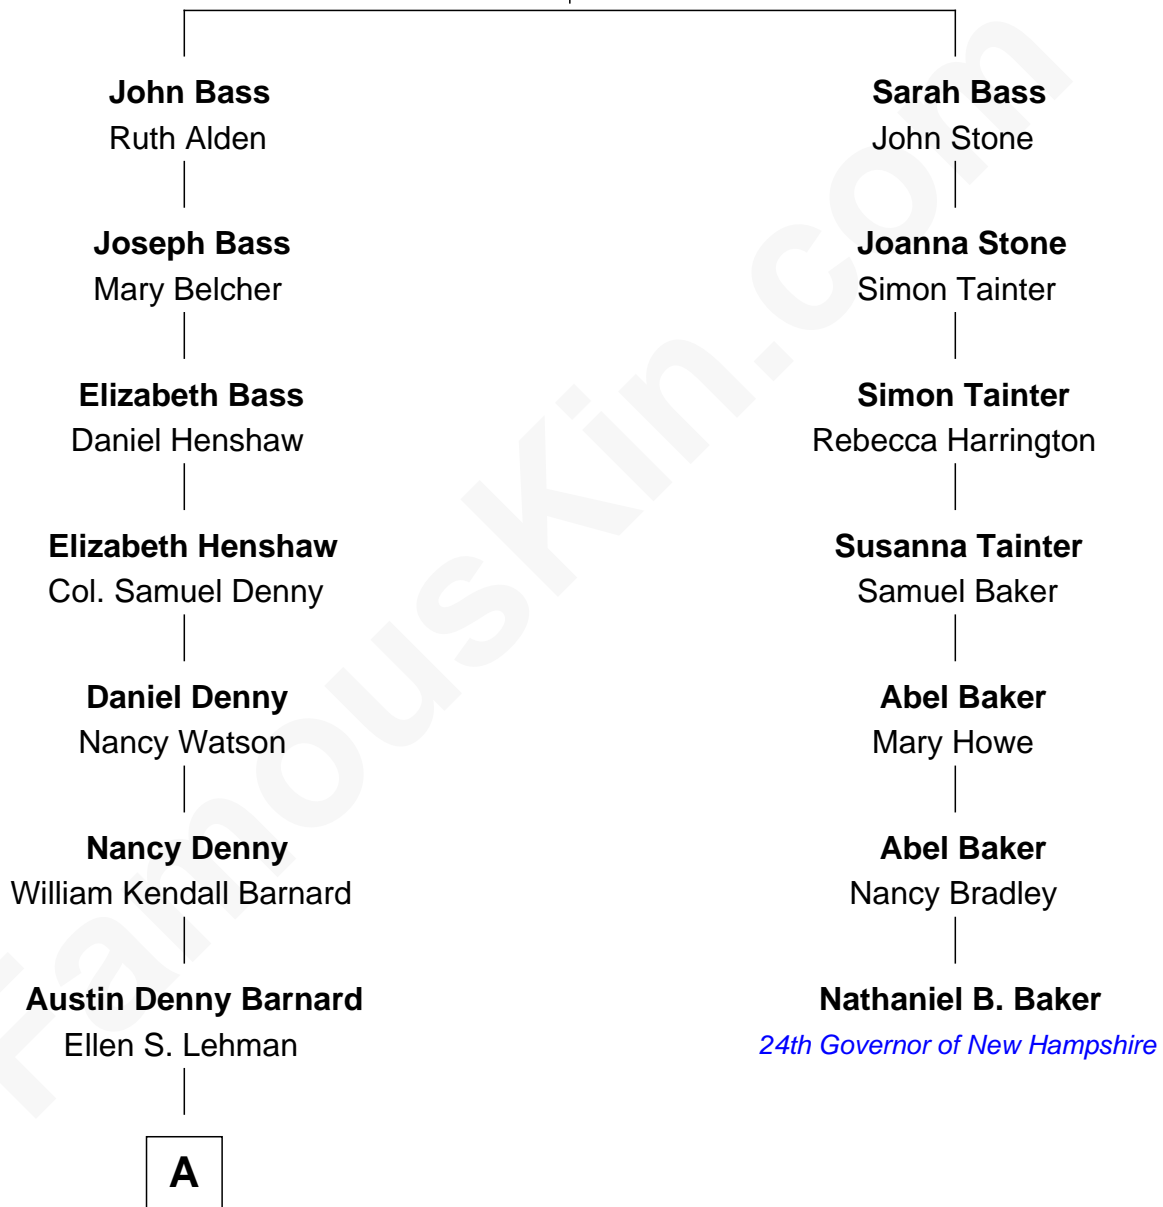 John Bass
Ruth Alden
Joseph Bass
Mary Belcher
Elizabeth Bass
Daniel Henshaw
Elizabeth Henshaw
Col. Samuel Denny
Daniel Denny
Nancy Watson
Nancy Denny
William Kendall Barnard
Austin Denny Barnard
Ellen S. Lehman
A
Sarah Bass
John Stone
Joanna Stone
Simon Tainter
Simon Tainter
Rebecca Harrington
Susanna Tainter
Samuel Baker
Abel Baker
Mary Howe
Abel Baker
Nancy Bradley
Nathaniel B. Baker
24th Governor of New Hampshire
FamousKin.com